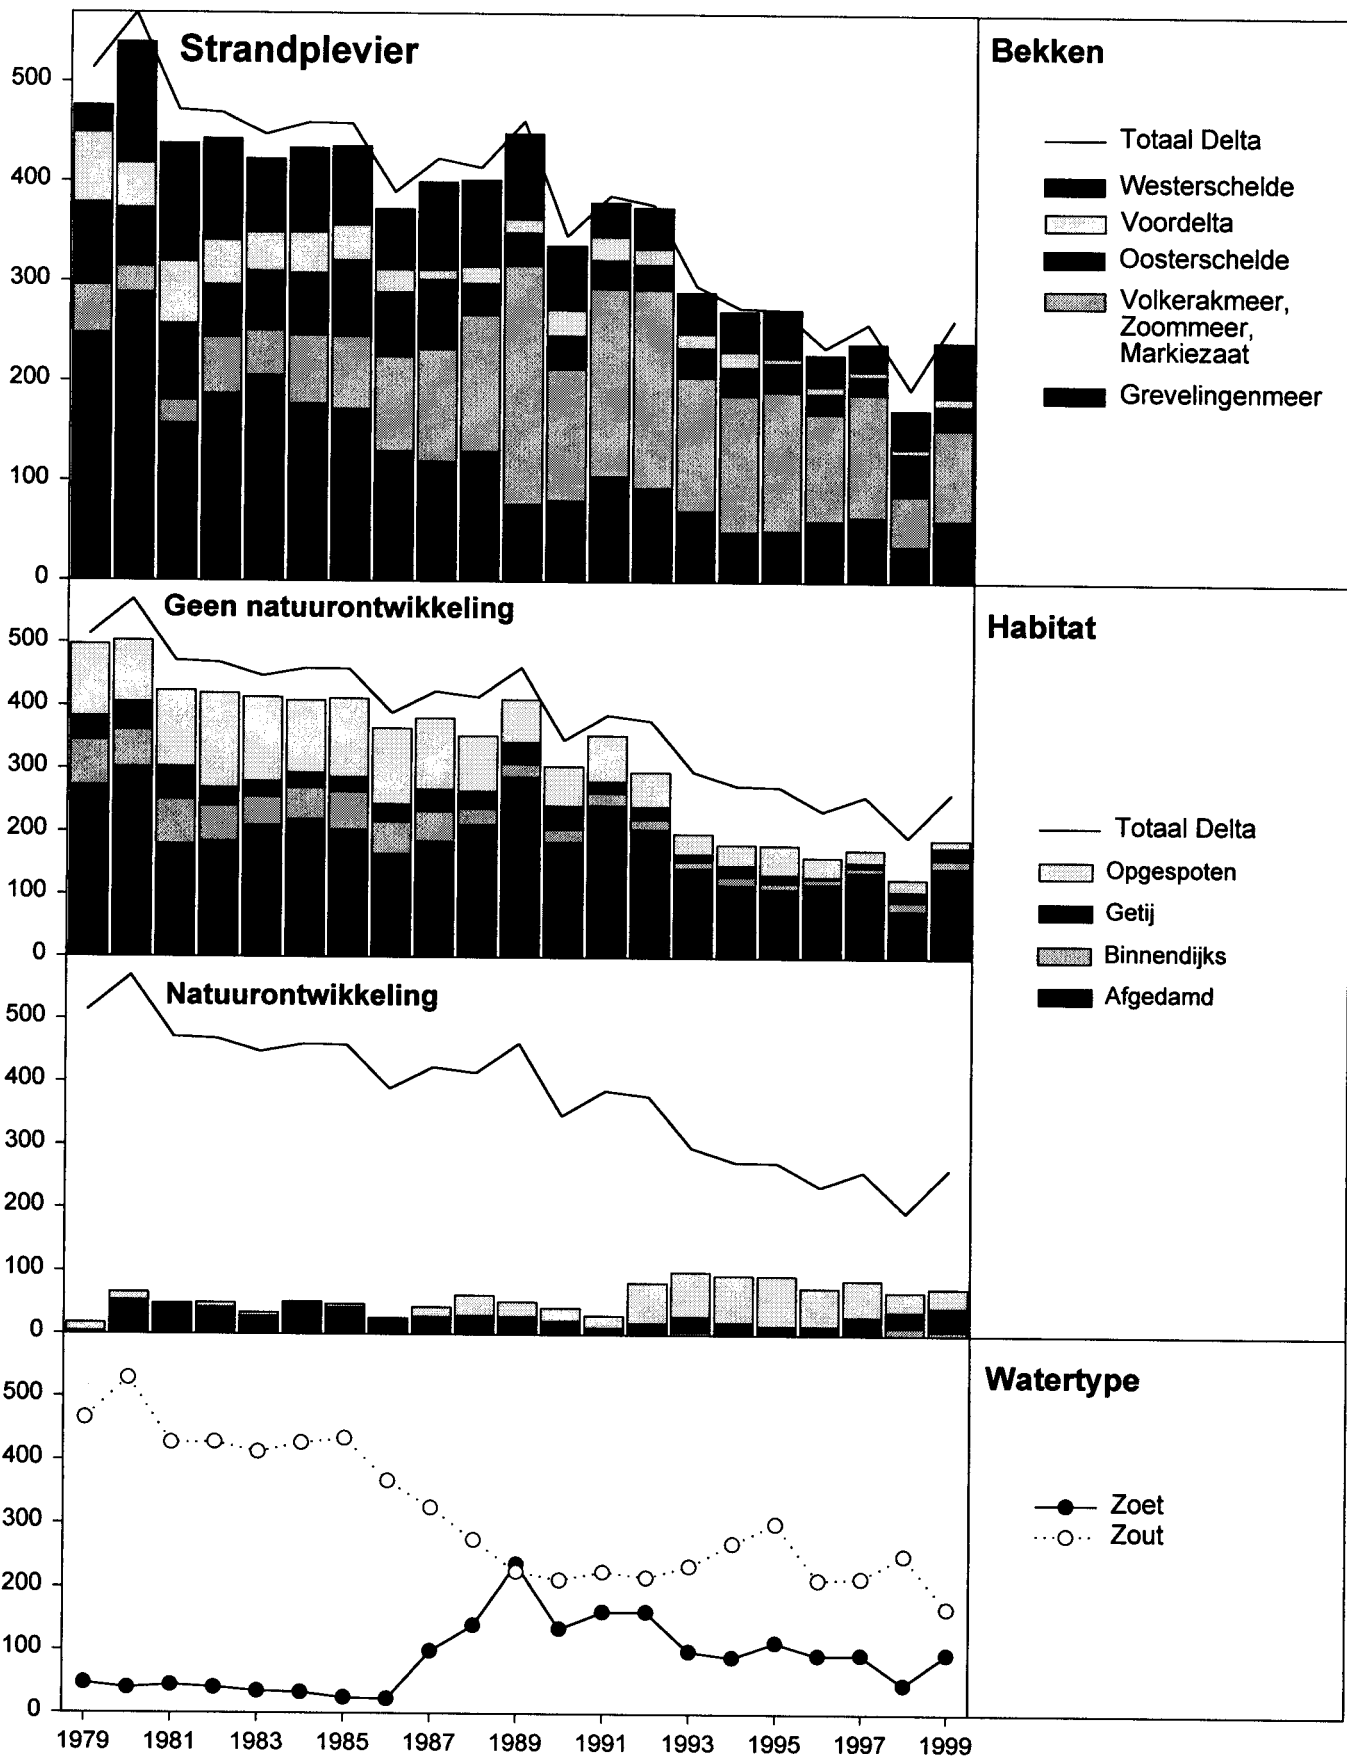 Strandplevier
500
400
300
200
100
0
Bekken
Totaal Delta
Westerschelde
Voordelta
Oosterschelde
Volkerakmeer,
Zoommeer,
Markiezaat
Grevelingenmeer
Geen natuurontwikkeling
500
400
300
200
100
0
Habitat
Totaal Delta
Opgespoten
Getij
Binnendijks
Afgedamd
Natuurontwikkeling
500
400
300
200
100
0
Watertype
500
400
300
200
100
0
Zoet
Zout
1979 1981 1983 1985 1987 1989 1991 1993 1995 1997 1999